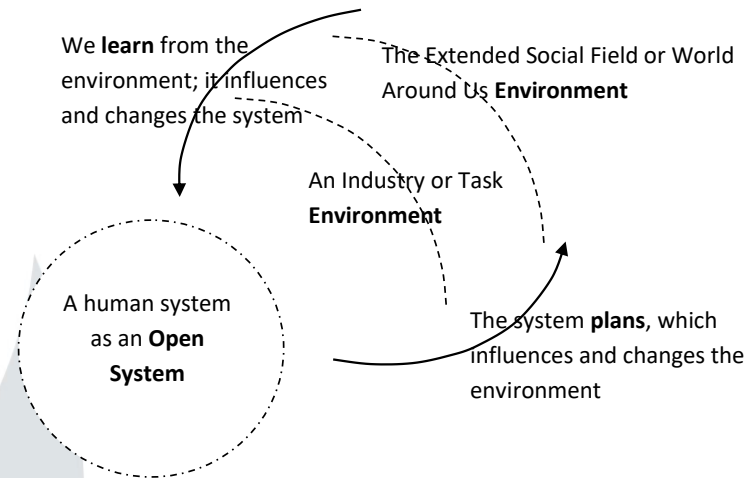 We learn from the
environment; it influences
and changes the system
The Extended Social Field or World
Around Us Environment
An Industry or Task
Environment
A human system
as an Open
System
The system plans, which
influences and changes the
environment